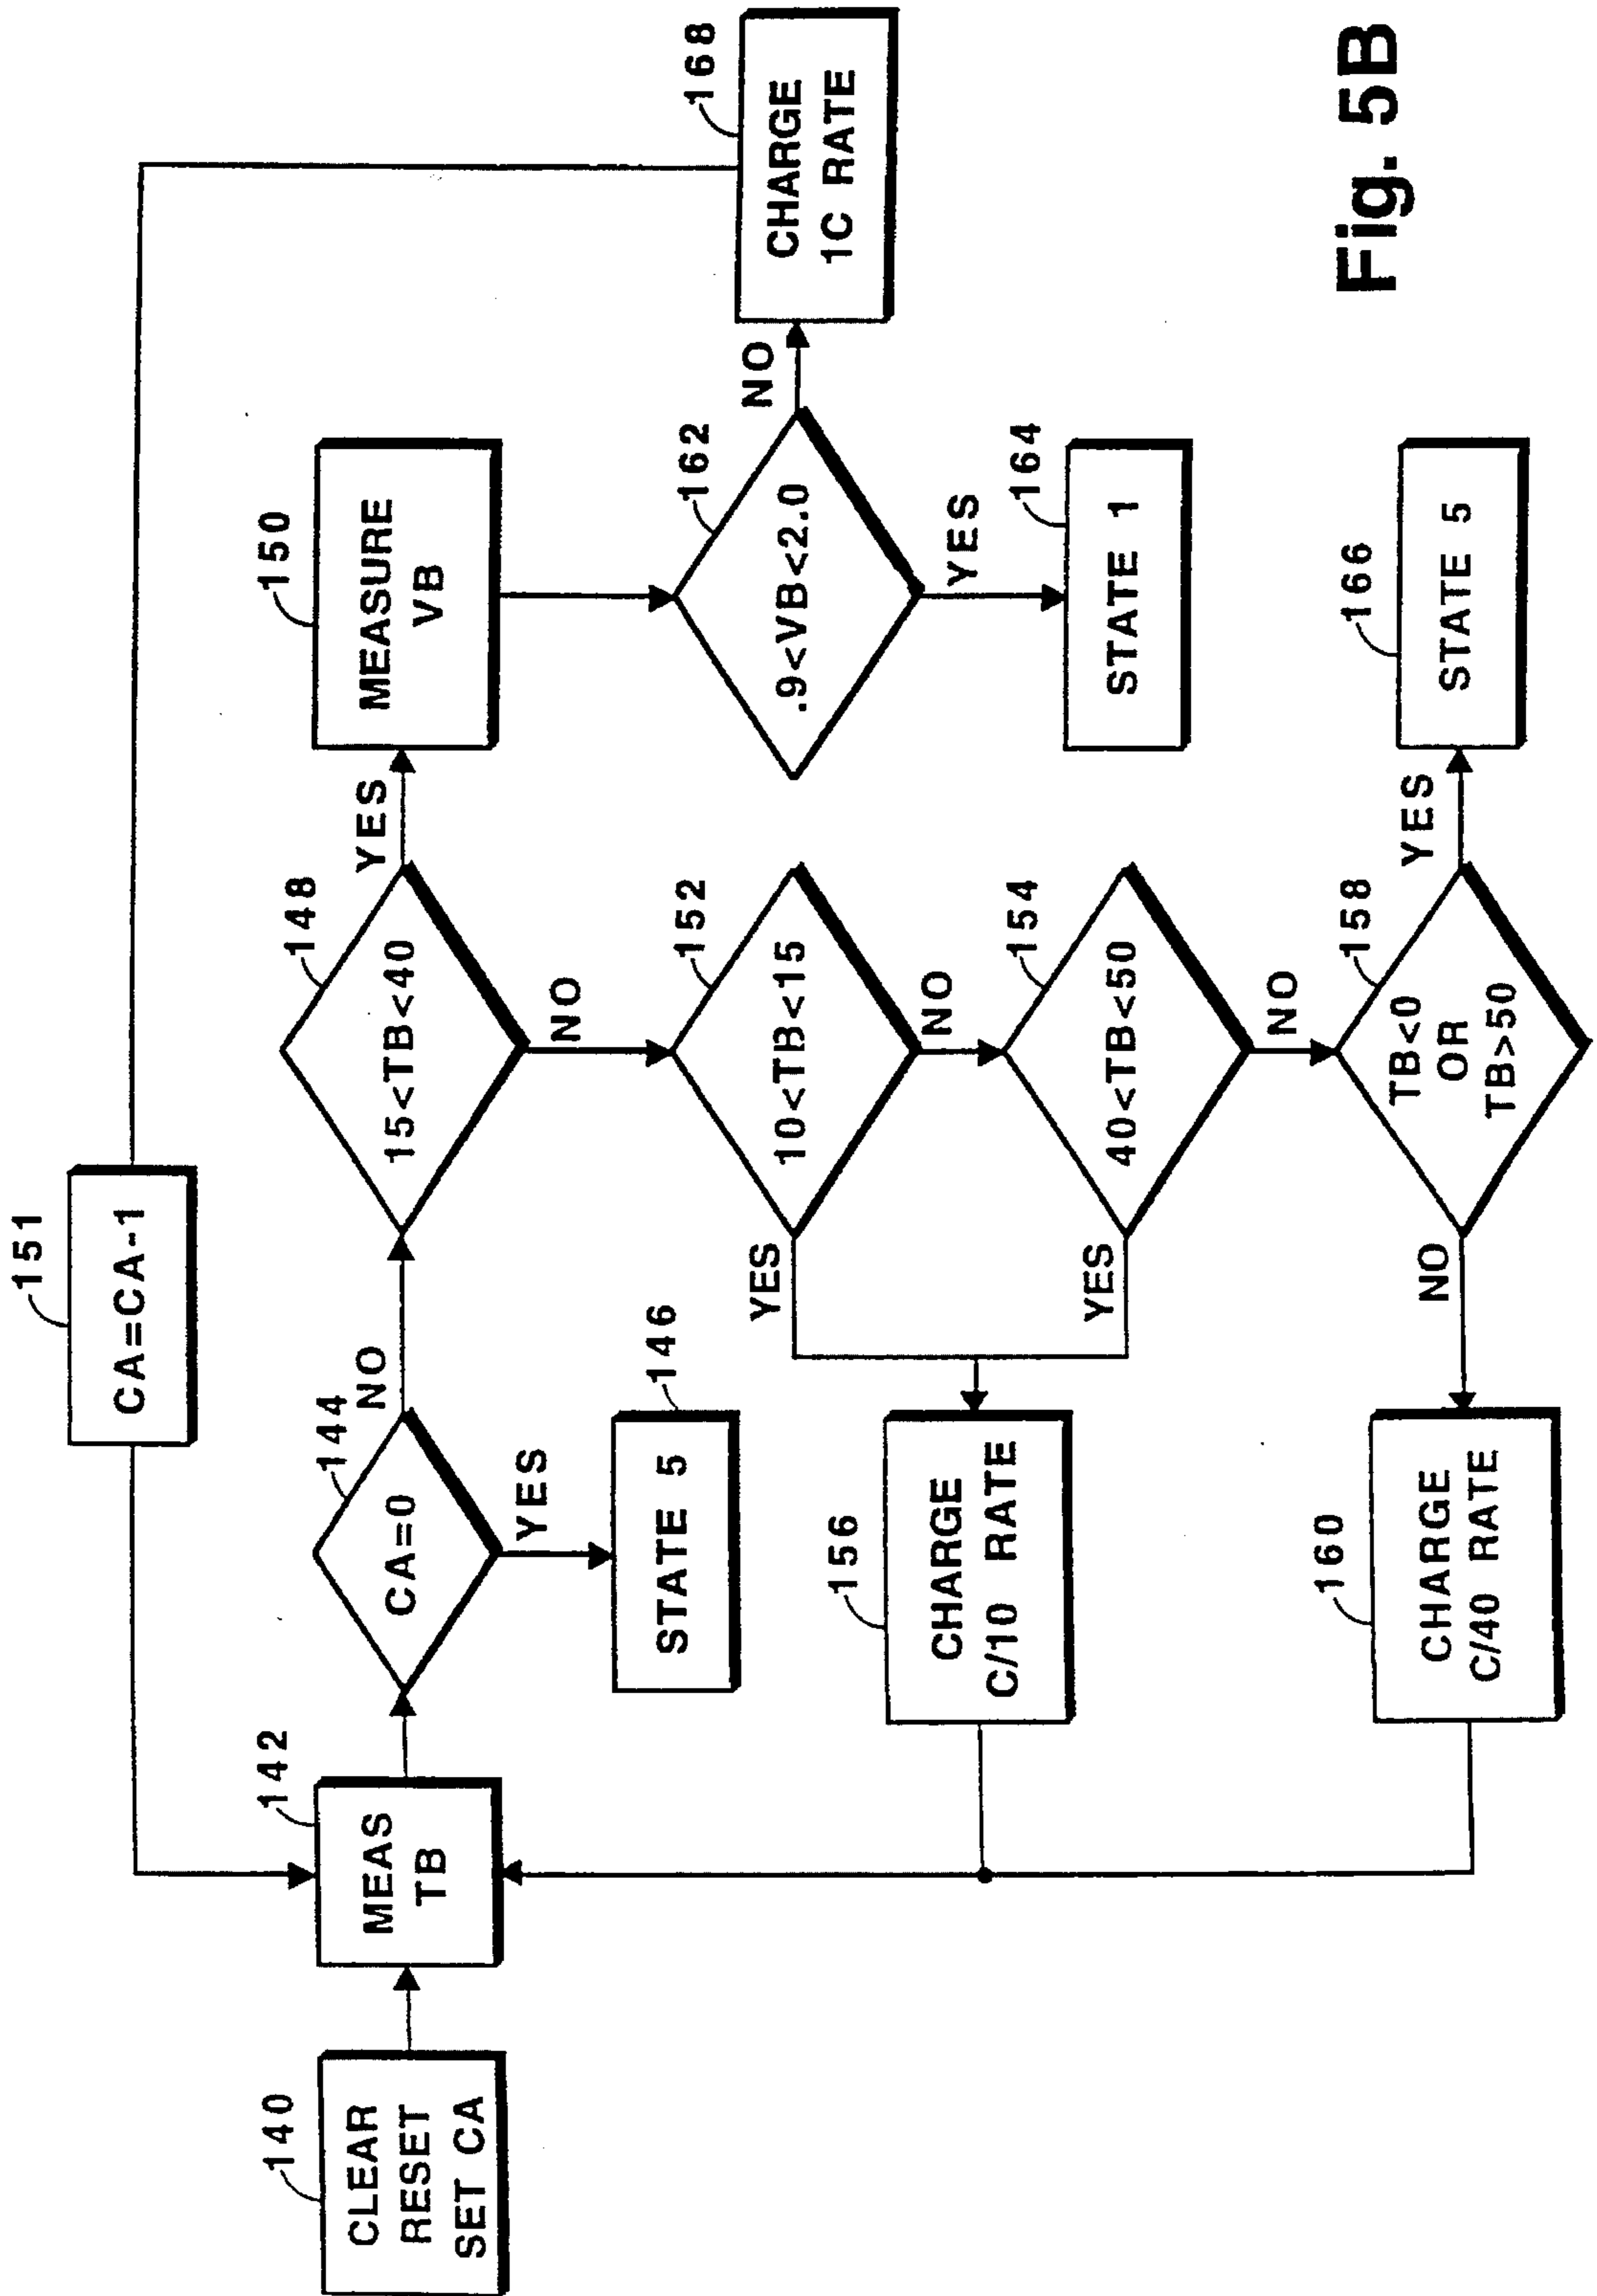 151
CA=CA-1
140
CLEAR
RESET
SET CA
142
MEAS
TB
144
CA=0
NO
YES
146
STATE 5
148
15<TB<40
YES
NO
150
MEASURE
VB
162
.9<VB<2.0
NO
YES
168
CHARGE
1C RATE
164
STATE 1
152
10<TB<15
YES
NO
154
40<TB<50
YES
NO
156
CHARGE
C/10 RATE
158
TB<0
OR
TB>50
YES
NO
166
STATE 5
160
CHARGE
C/40 RATE
Fig. 5B